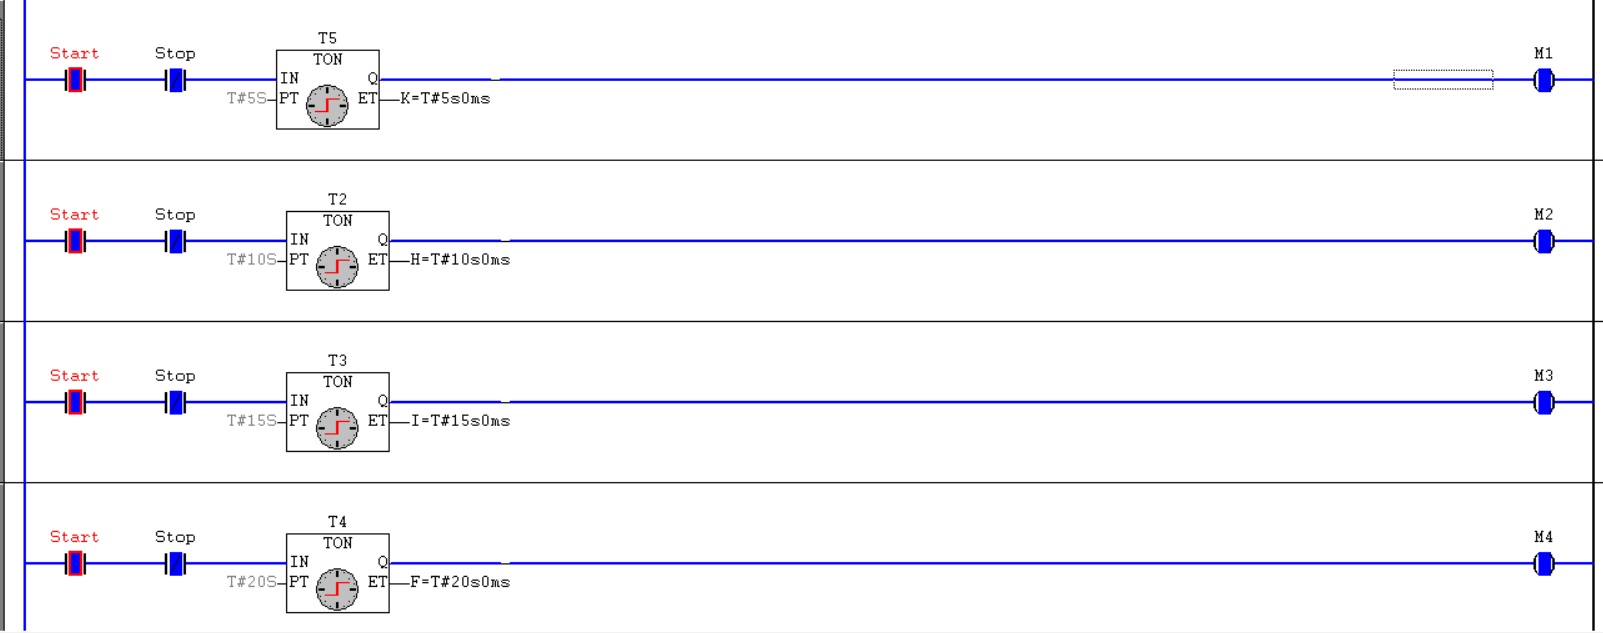 T5
Start Stop TON M1
IN Q
T#5S PT ET K=T#5s0ms
T2
Start Stop TON M2
IN Q
T#10S PT ET H=T#10s0ms
T3
Start Stop TON M3
IN Q
T#15S PT ET I=T#15s0ms
T4
Start Stop TON M4
IN Q
T#20S PT ET F=T#20s0ms